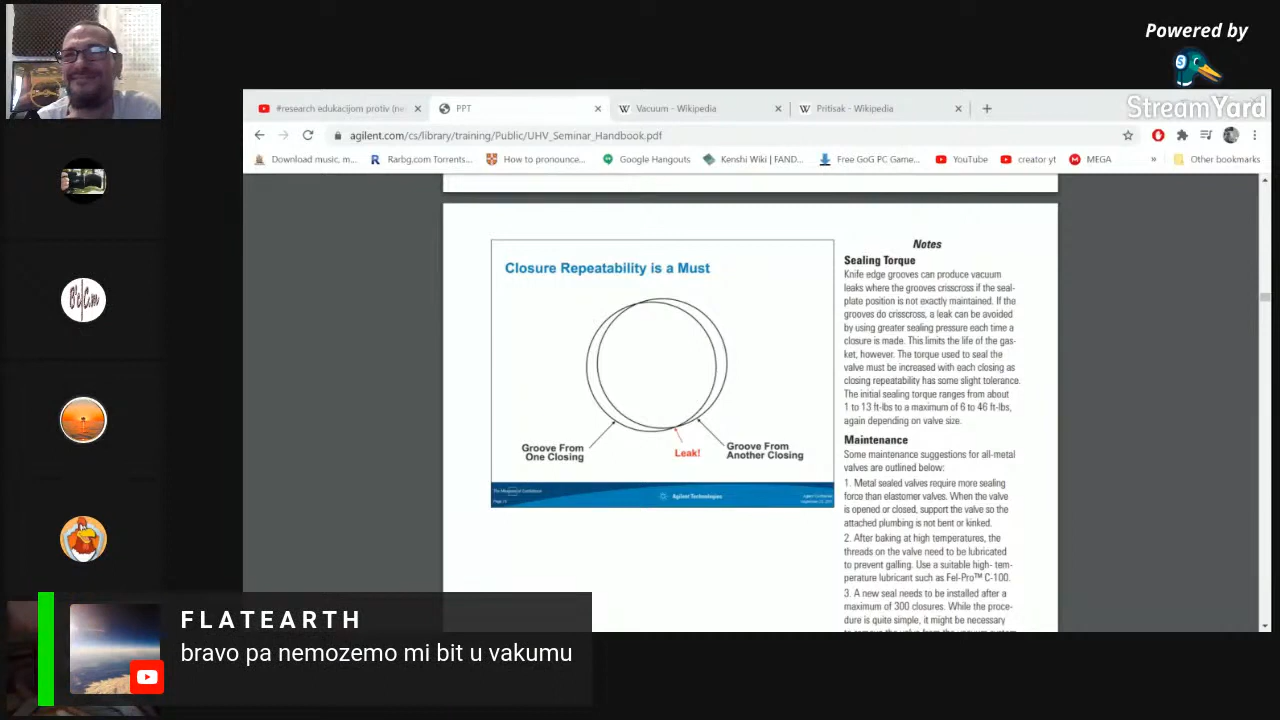 Powered by
StreamYard
#research edukacijom protiv (ne
PPT
Vacuum - Wikipedia
Pritisak - Wikipedia
agilent.com/cs/library/training/Public/UHV_Seminar_Handbook.pdf
Download music, m...
Rarbg.com Torrents...
How to pronounce...
Google Hangouts
Kenshi Wiki | FAND...
Free GoG PC Game...
YouTube
creator yt
MEGA
»
Other bookmarks
Closure Repeatability is a Must
Groove From
One Closing
Leak!
Groove From
Another Closing
Agilent Technologies
Notes
Sealing Torque
Knife edge grooves can produce vacuum
leaks where the grooves crisscross if the seal-
plate position is not exactly maintained. If the
grooves do crisscross, a leak can be avoided
by using greater sealing pressure each time a
closure is made. This limits the life of the gas-
ket, however. The torque used to seal the
valve must be increased with each closing as
closing repeatability has some slight tolerance.
The initial sealing torque ranges from about
1 to 13 ft-lbs to a maximum of 6 to 46 ft-lbs,
again depending on valve size.
Maintenance
Some maintenance suggestions for all-metal
valves are outlined below:
1. Metal sealed valves require more sealing
force than elastomer valves. When the valve
is opened or closed, support the valve so the
attached plumbing is not bent or kinked.
2. After baking at high temperatures, the
threads on the valve need to be lubricated
to prevent galling. Use a suitable high- tem-
perature lubricant such as Fel-Pro™ C-100.
3. A new seal needs to be installed after a
maximum of 300 closures. While the proce-
dure is quite simple, it might be necessary
FLATEARTH
bravo pa nemozemo mi bit u vakumu